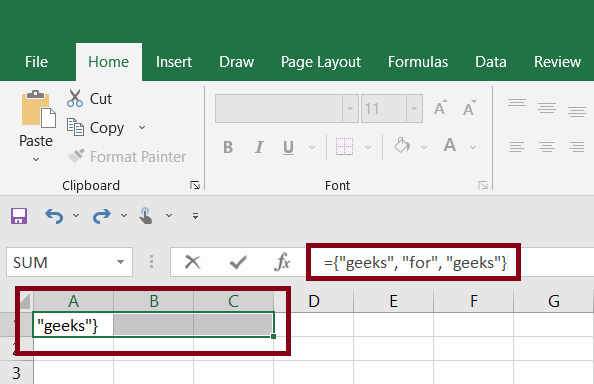 File Home Insert Draw Page Layout Formulas Data Review
Cut
Copy
Paste
Format Painter
11 A A
B I U A
Clipboard Font
SUM fx ={"geeks", "for", "geeks"}
A B C D E F G
1 "geeks"}
2
3